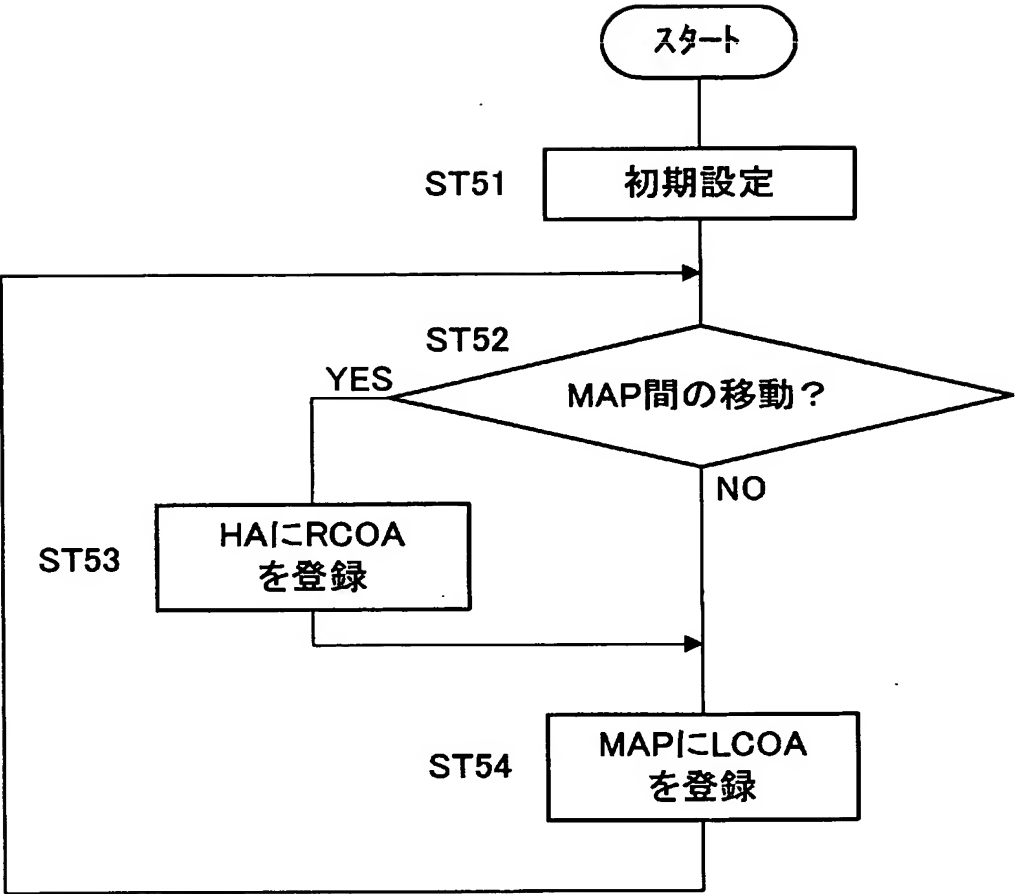 スタート
ST51
初期設定
ST52
YES
MAP間の移動？
NO
ST53
HAにRCOA
を登録
ST54
MAPにLCOA
を登録